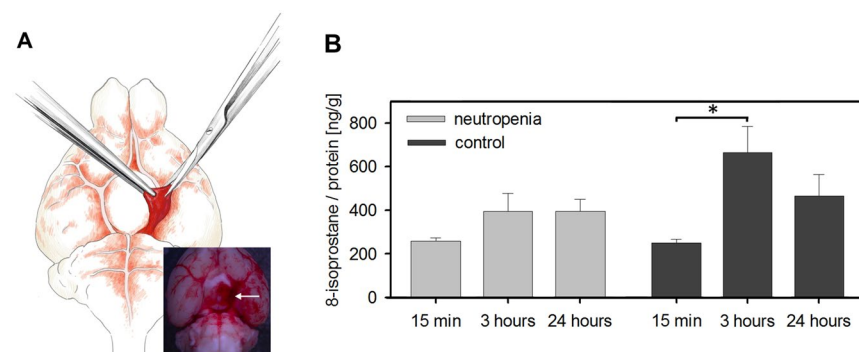 A
B
8-isoprostane / protein [ng/g]
800
600
400
200
0
neutropenia
control
*
15 min 3 hours 24 hours 15 min 3 hours 24 hours